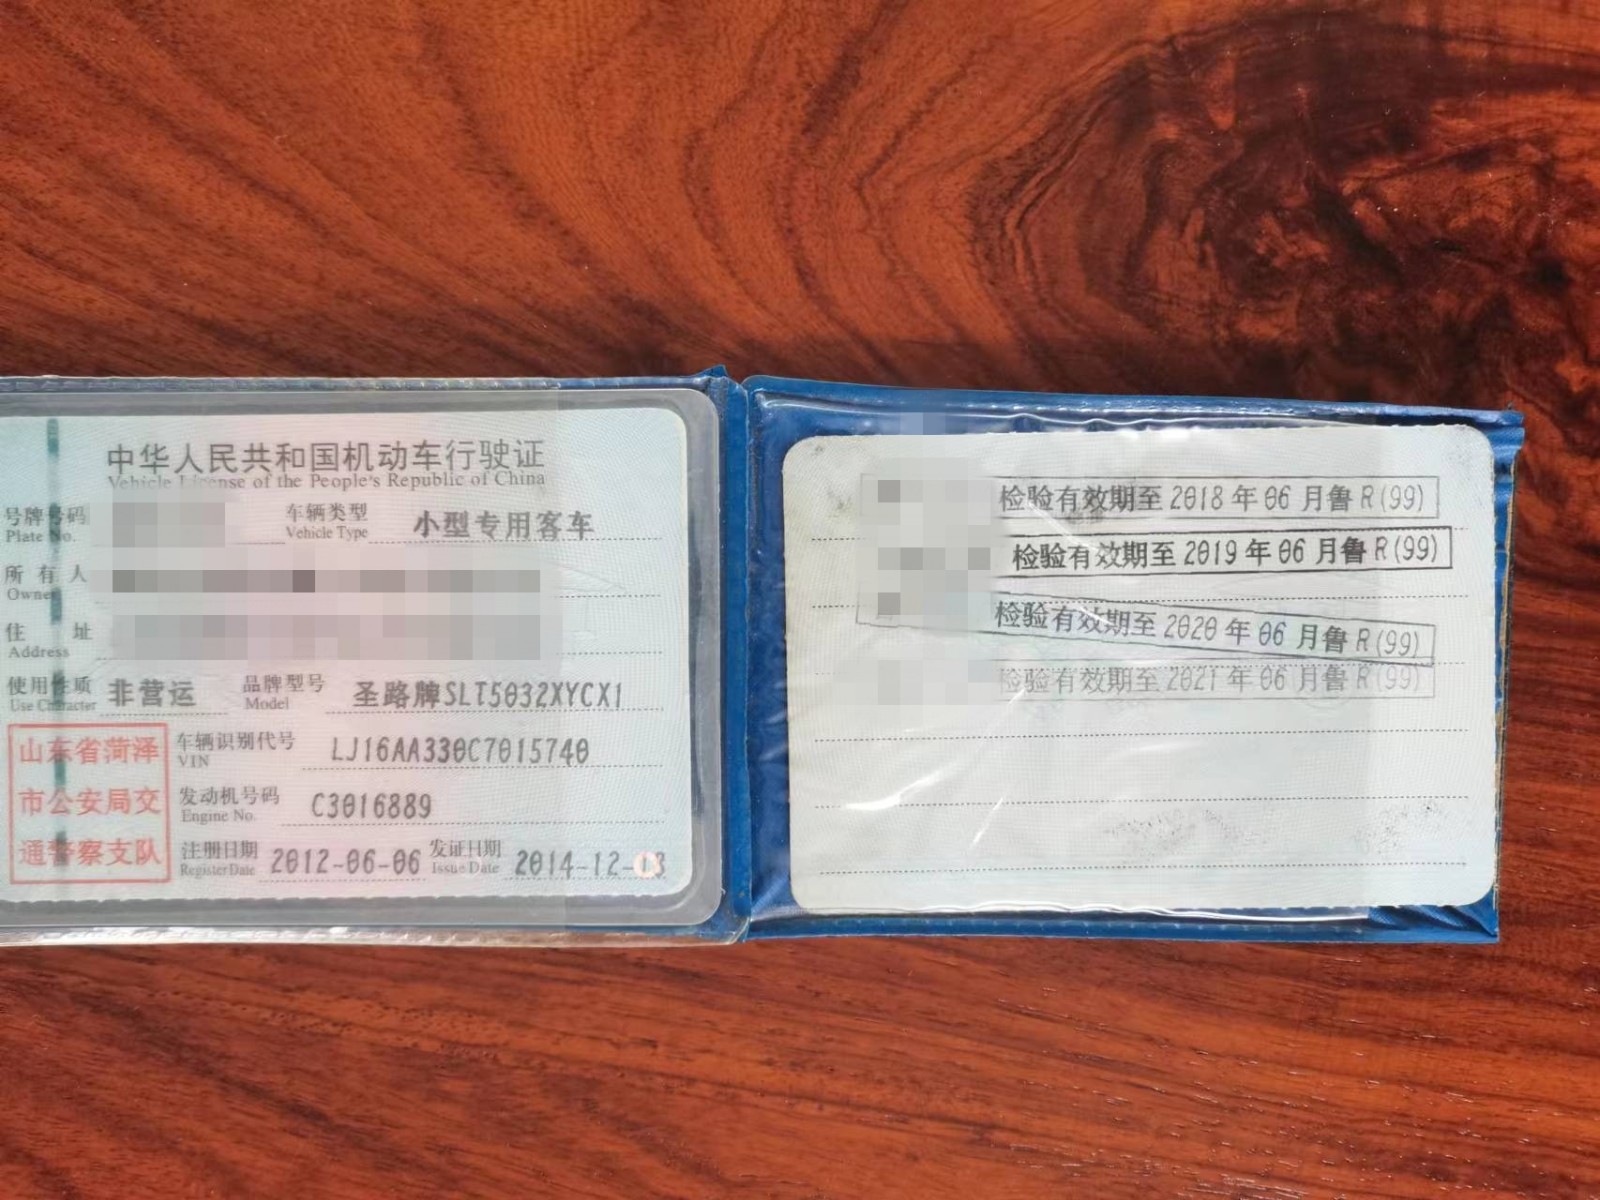 中华人民共和国机动车行驶证
Vehicle License of the People's Republic of China
号牌号码
Plate No.
车辆类型 小型专用客车
Vehicle Type
所有人
Owner
住址
Address
使用性质 非营运
Use Character
品牌型号 圣路牌SLT5032XYCX1
Model
山东省菏泽
市公安局交
通警察支队
车辆识别代号 LJ16AA330C7015740
VIN
发动机号码 C3016889
Engine No.
注册日期 2012-06-06
Register Date
发证日期 2014-12-13
Issue Date
检验有效期至2018年06月鲁R(99)
检验有效期至2019年06月鲁R(99)
检验有效期至2020年06月鲁R(99)
检验有效期至2021年06月鲁R(99)